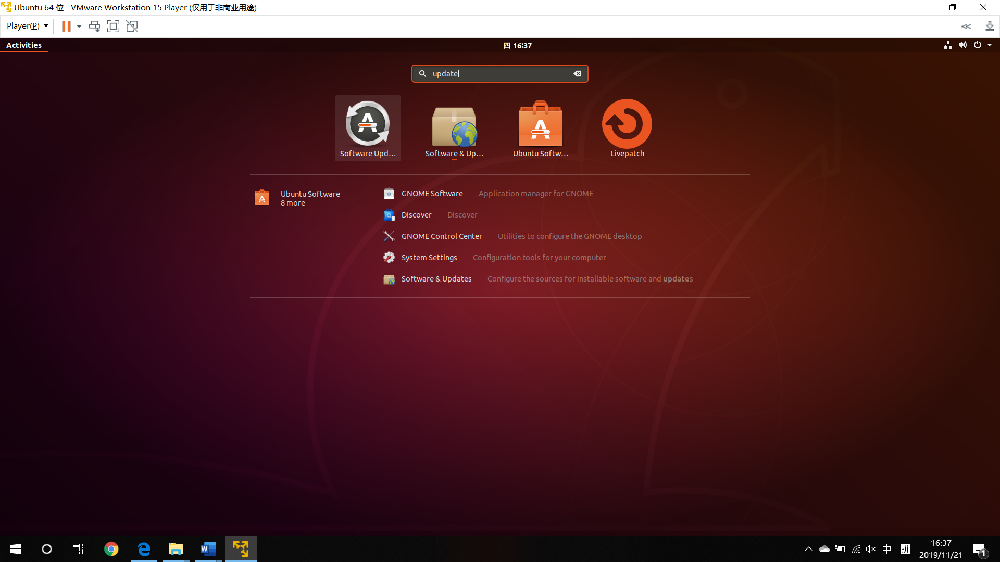 Ubuntu 64 位 - VMware Workstation 15 Player (仅用于非商业用途)
Player(P)
Activities
四 16:37
update
Software Upd… Software & Up… Ubuntu Softw… Livepatch
Ubuntu Software
8 more
GNOME Software Application manager for GNOME
Discover Discover
GNOME Control Center Utilities to configure the GNOME desktop
System Settings Configuration tools for your computer
Software & Updates Configure the sources for installable software and updates
中 拼
16:37
2019/11/21
1